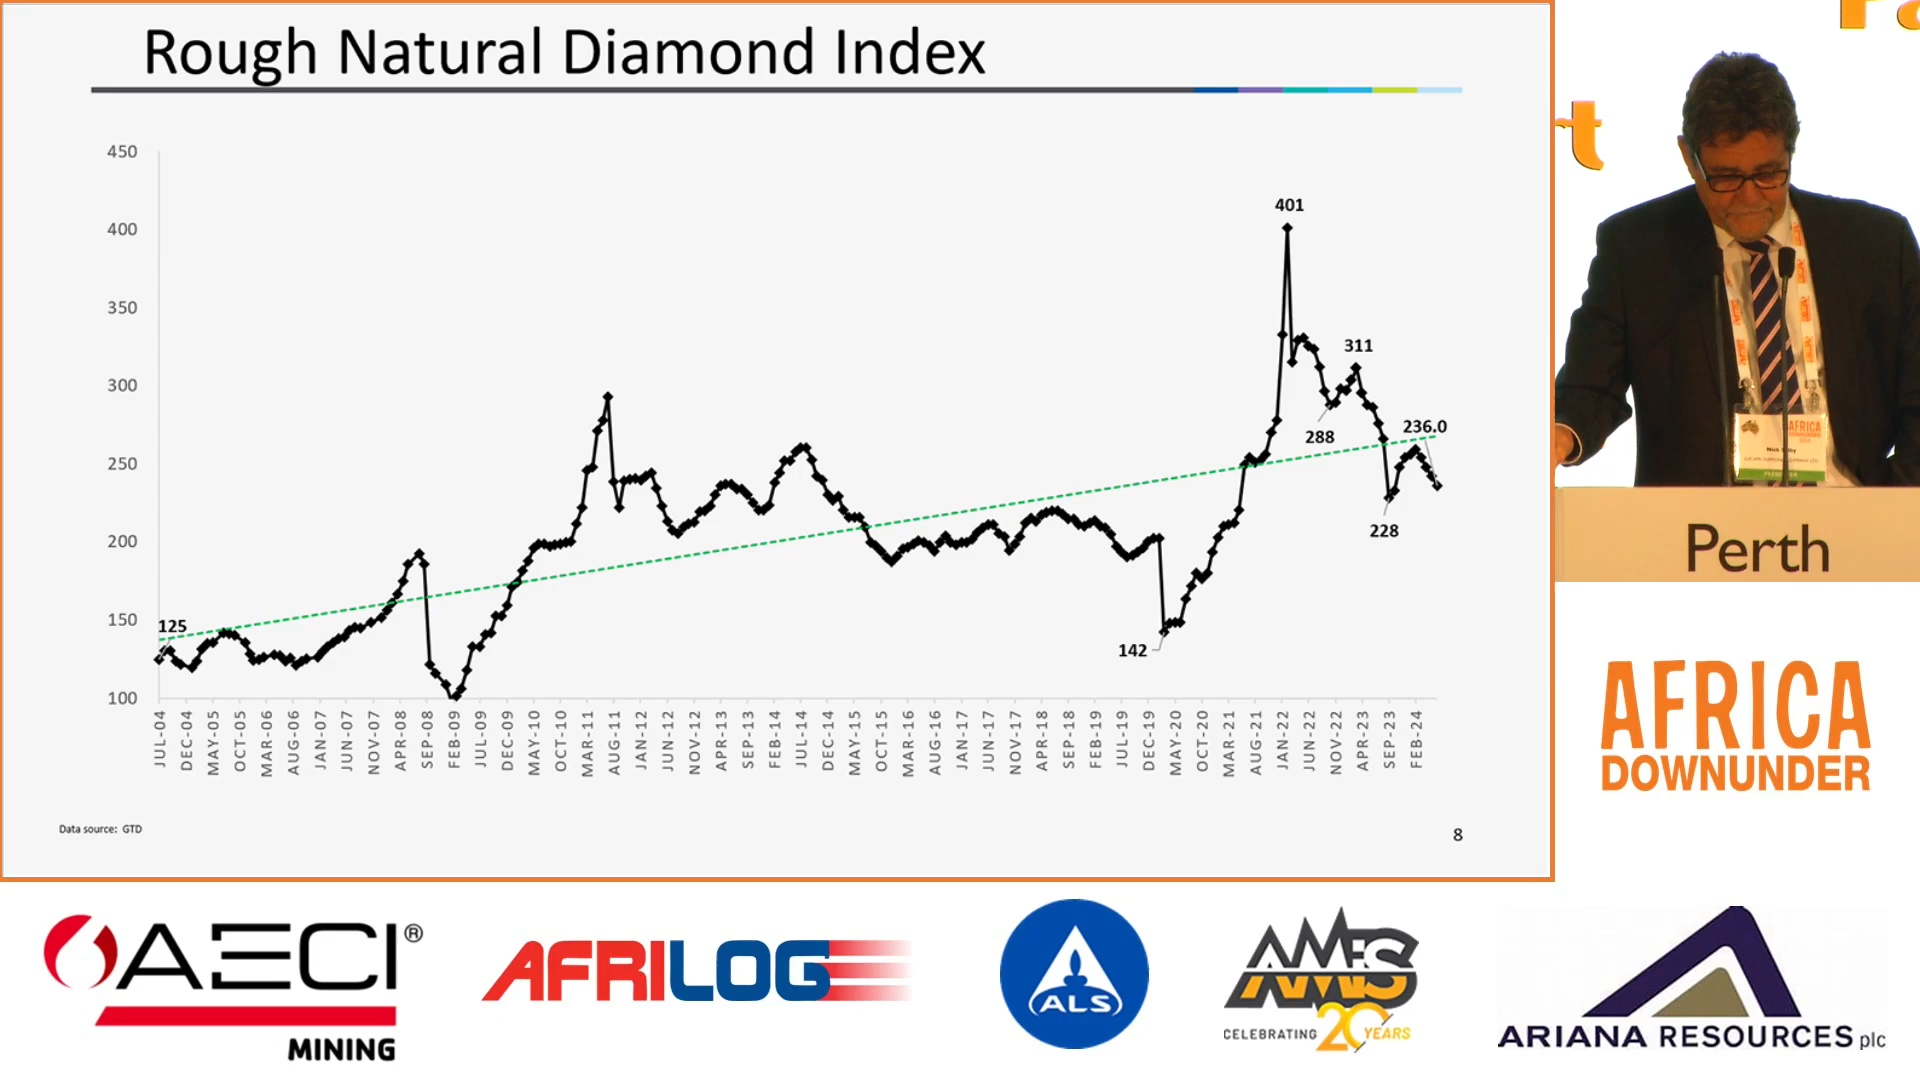 Rough Natural Diamond Index
450
400
350
300
250
200
150
100
125
142
401
288
311
228
236.0
JUL-04
DEC-04
MAY-05
OCT-05
MAR-06
AUG-06
JAN-07
JUN-07
NOV-07
APR-08
SEP-08
FEB-09
JUL-09
DEC-09
MAY-10
OCT-10
MAR-11
AUG-11
JAN-12
JUN-12
NOV-12
APR-13
SEP-13
FEB-14
JUL-14
DEC-14
MAY-15
OCT-15
MAR-16
AUG-16
JAN-17
JUN-17
NOV-17
APR-18
SEP-18
FEB-19
JUL-19
DEC-19
MAY-20
OCT-20
MAR-21
AUG-21
JAN-22
JUN-22
NOV-22
APR-23
SEP-23
FEB-24
Data source: GTD
8
AFRICA
DOWNUNDER
Nick
Perth
AFRICA
DOWNUNDER
AECI®
MINING
AFRILOG
ALS
AMIS
CELEBRATING 20 YEARS
ARIANA RESOURCES plc